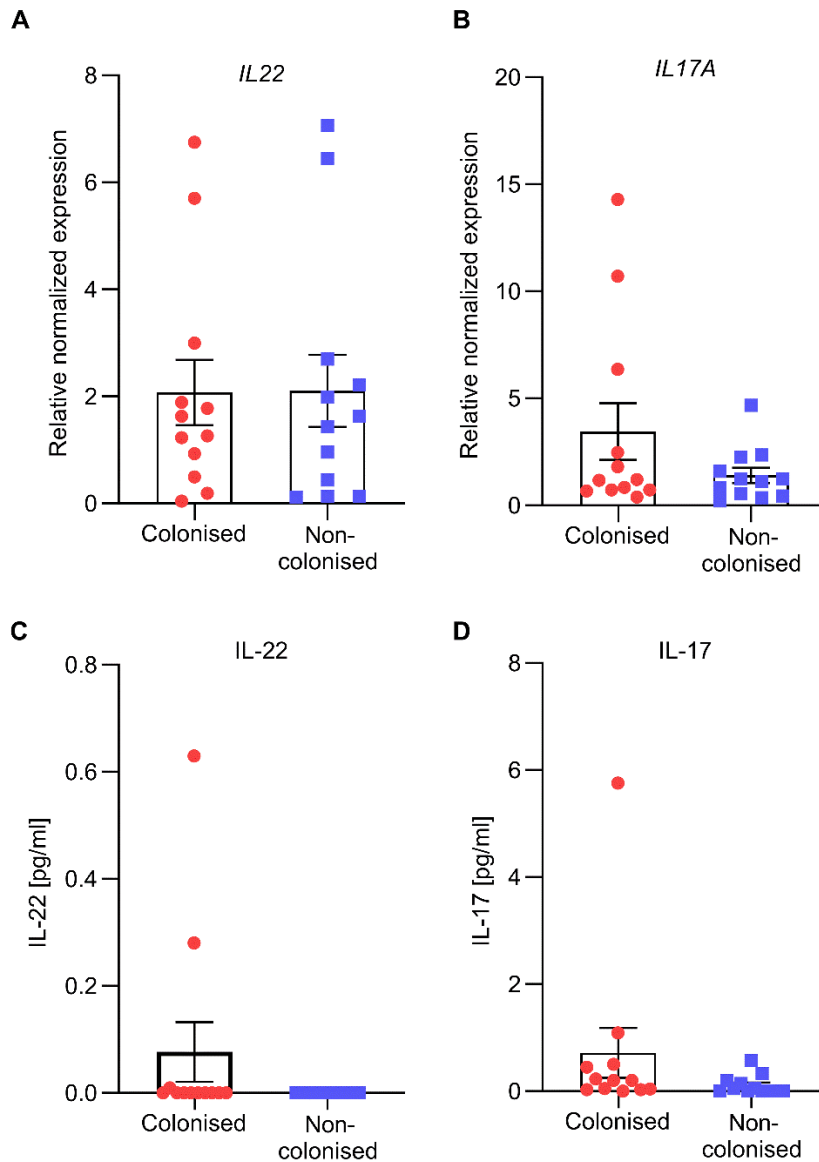 A
IL22
Relative normalized expression
8
6
4
2
0
Colonised
Non-
colonised
B
IL17A
Relative normalized expression
20
15
10
5
0
Colonised
Non-
colonised
C
IL-22
IL-22 [pg/ml]
0.8
0.6
0.4
0.2
0.0
Colonised
Non-
colonised
D
IL-17
IL-17 [pg/ml]
8
6
4
2
0
Colonised
Non-
colonised